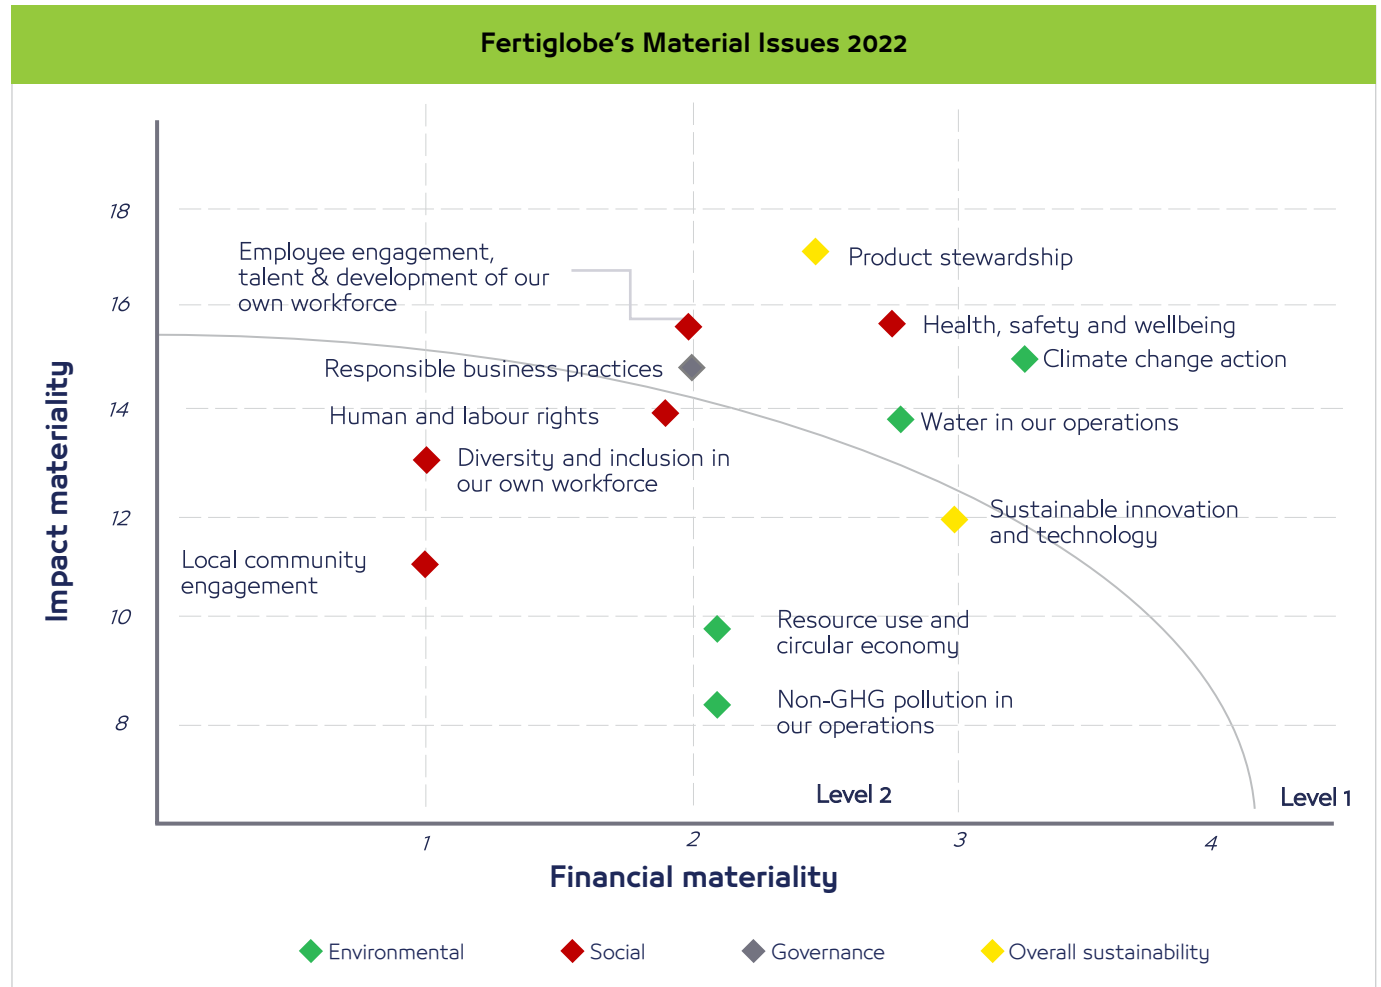 Fertiglobe's Material Issues 2022
Impact materiality
18
16
14
12
10
8
Employee engagement,
talent & development of our
own workforce
Product stewardship
Health, safety and wellbeing
Climate change action
Responsible business practices
Human and labour rights
Water in our operations
Diversity and inclusion in
our own workforce
Sustainable innovation
and technology
Local community
engagement
Resource use and
circular economy
Non-GHG pollution in
our operations
Level 2
Level 1
1
2
3
4
Financial materiality
Environmental
Social
Governance
Overall sustainability